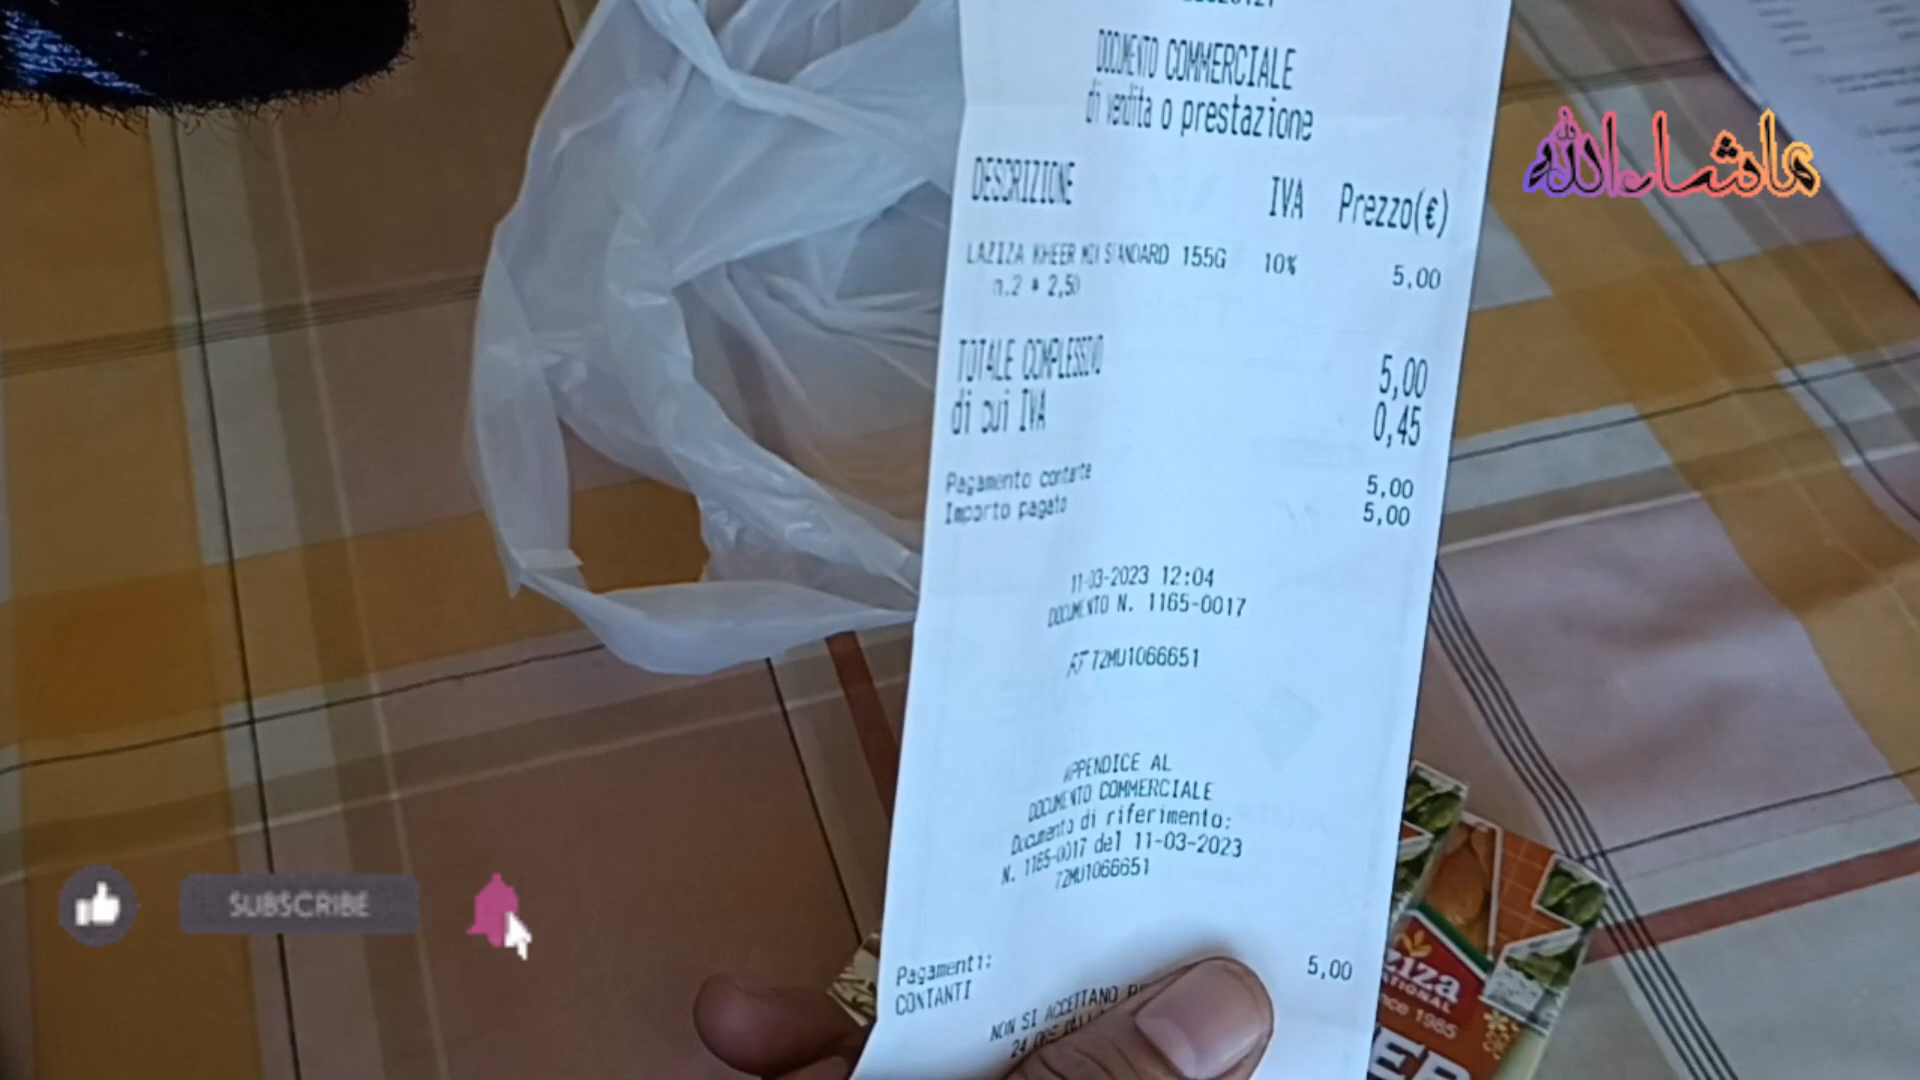 DOCUMENTO COMMERCIALE
di vendita o prestazione
DESCRIZIONE IVA Prezzo(€)
LAZIZA KHEER MIX STANDARD 155G 10% 5,00
n.2 * 2,50
TOTALE COMPLESSIVO 5,00
di cui IVA 0,45
Pagamento contante 5,00
Importo pagato 5,00
11-03-2023 12:04
DOCUMENTO N. 1165-0017
RT 72MU1066651
APPENDICE AL
DOCUMENTO COMMERCIALE
Documento di riferimento:
N. 1165-0017 del 11-03-2023
72MU1066651
Pagamenti:
CONTANTI 5,00
NON SI ACCETTANO
24 ORE
ماشاءالله
SUBSCRIBE